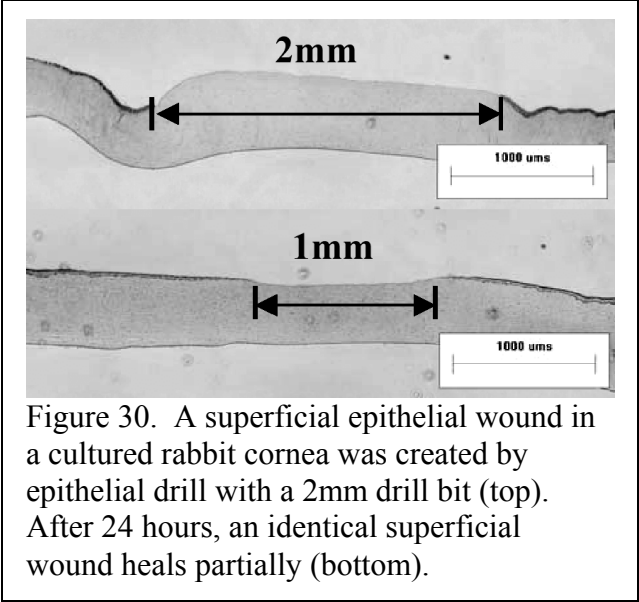 2mm
1000 ums
1mm
1000 ums
Figure 30.  A superficial epithelial wound in
a cultured rabbit cornea was created by
epithelial drill with a 2mm drill bit (top).
After 24 hours, an identical superficial
wound heals partially (bottom).